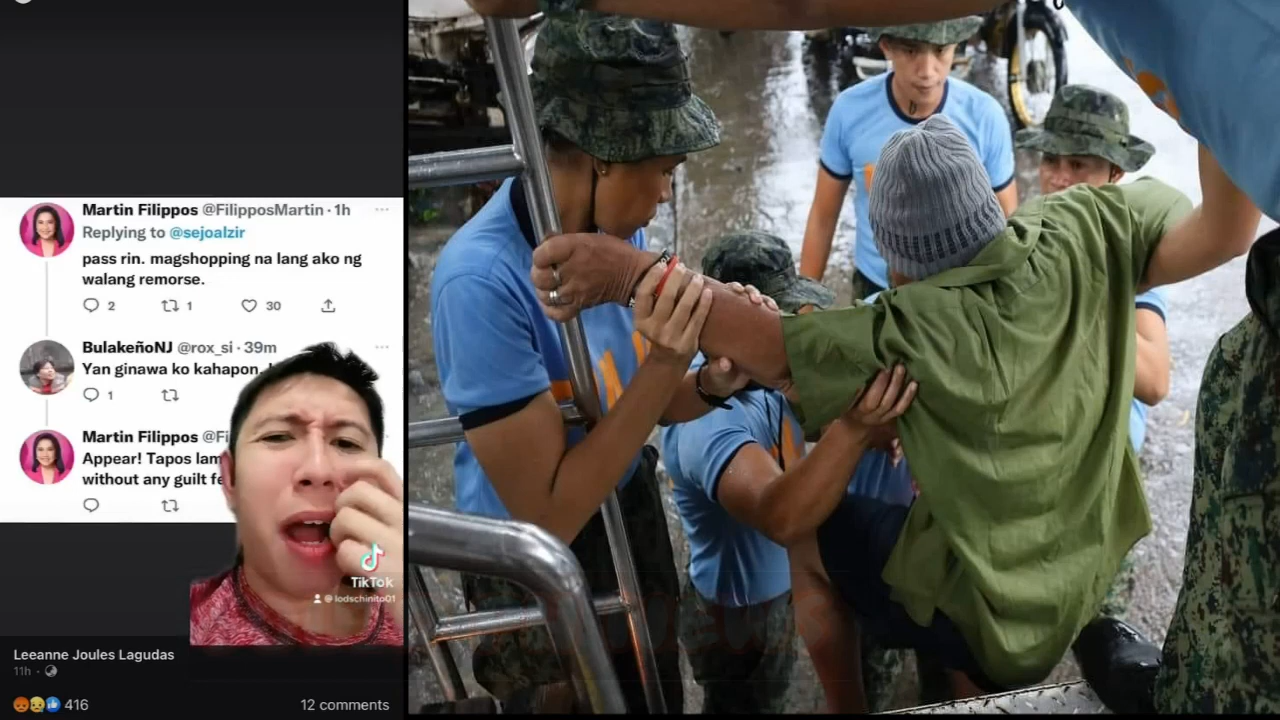 Martin Filippos @FilipposMartin · 1h
Replying to @sejoalzir
pass rin. magshopping na lang ako ng
walang remorse.
2 1 30
BulakeñoNJ @rox_si · 39m
Yan ginawa ko kahapon.
1
Martin Filippos @Fi
Appear! Tapos lam
without any guilt fe
TikTok
@lodschinito01
Leeanne Joules Lagudas
11h ·
416 12 comments